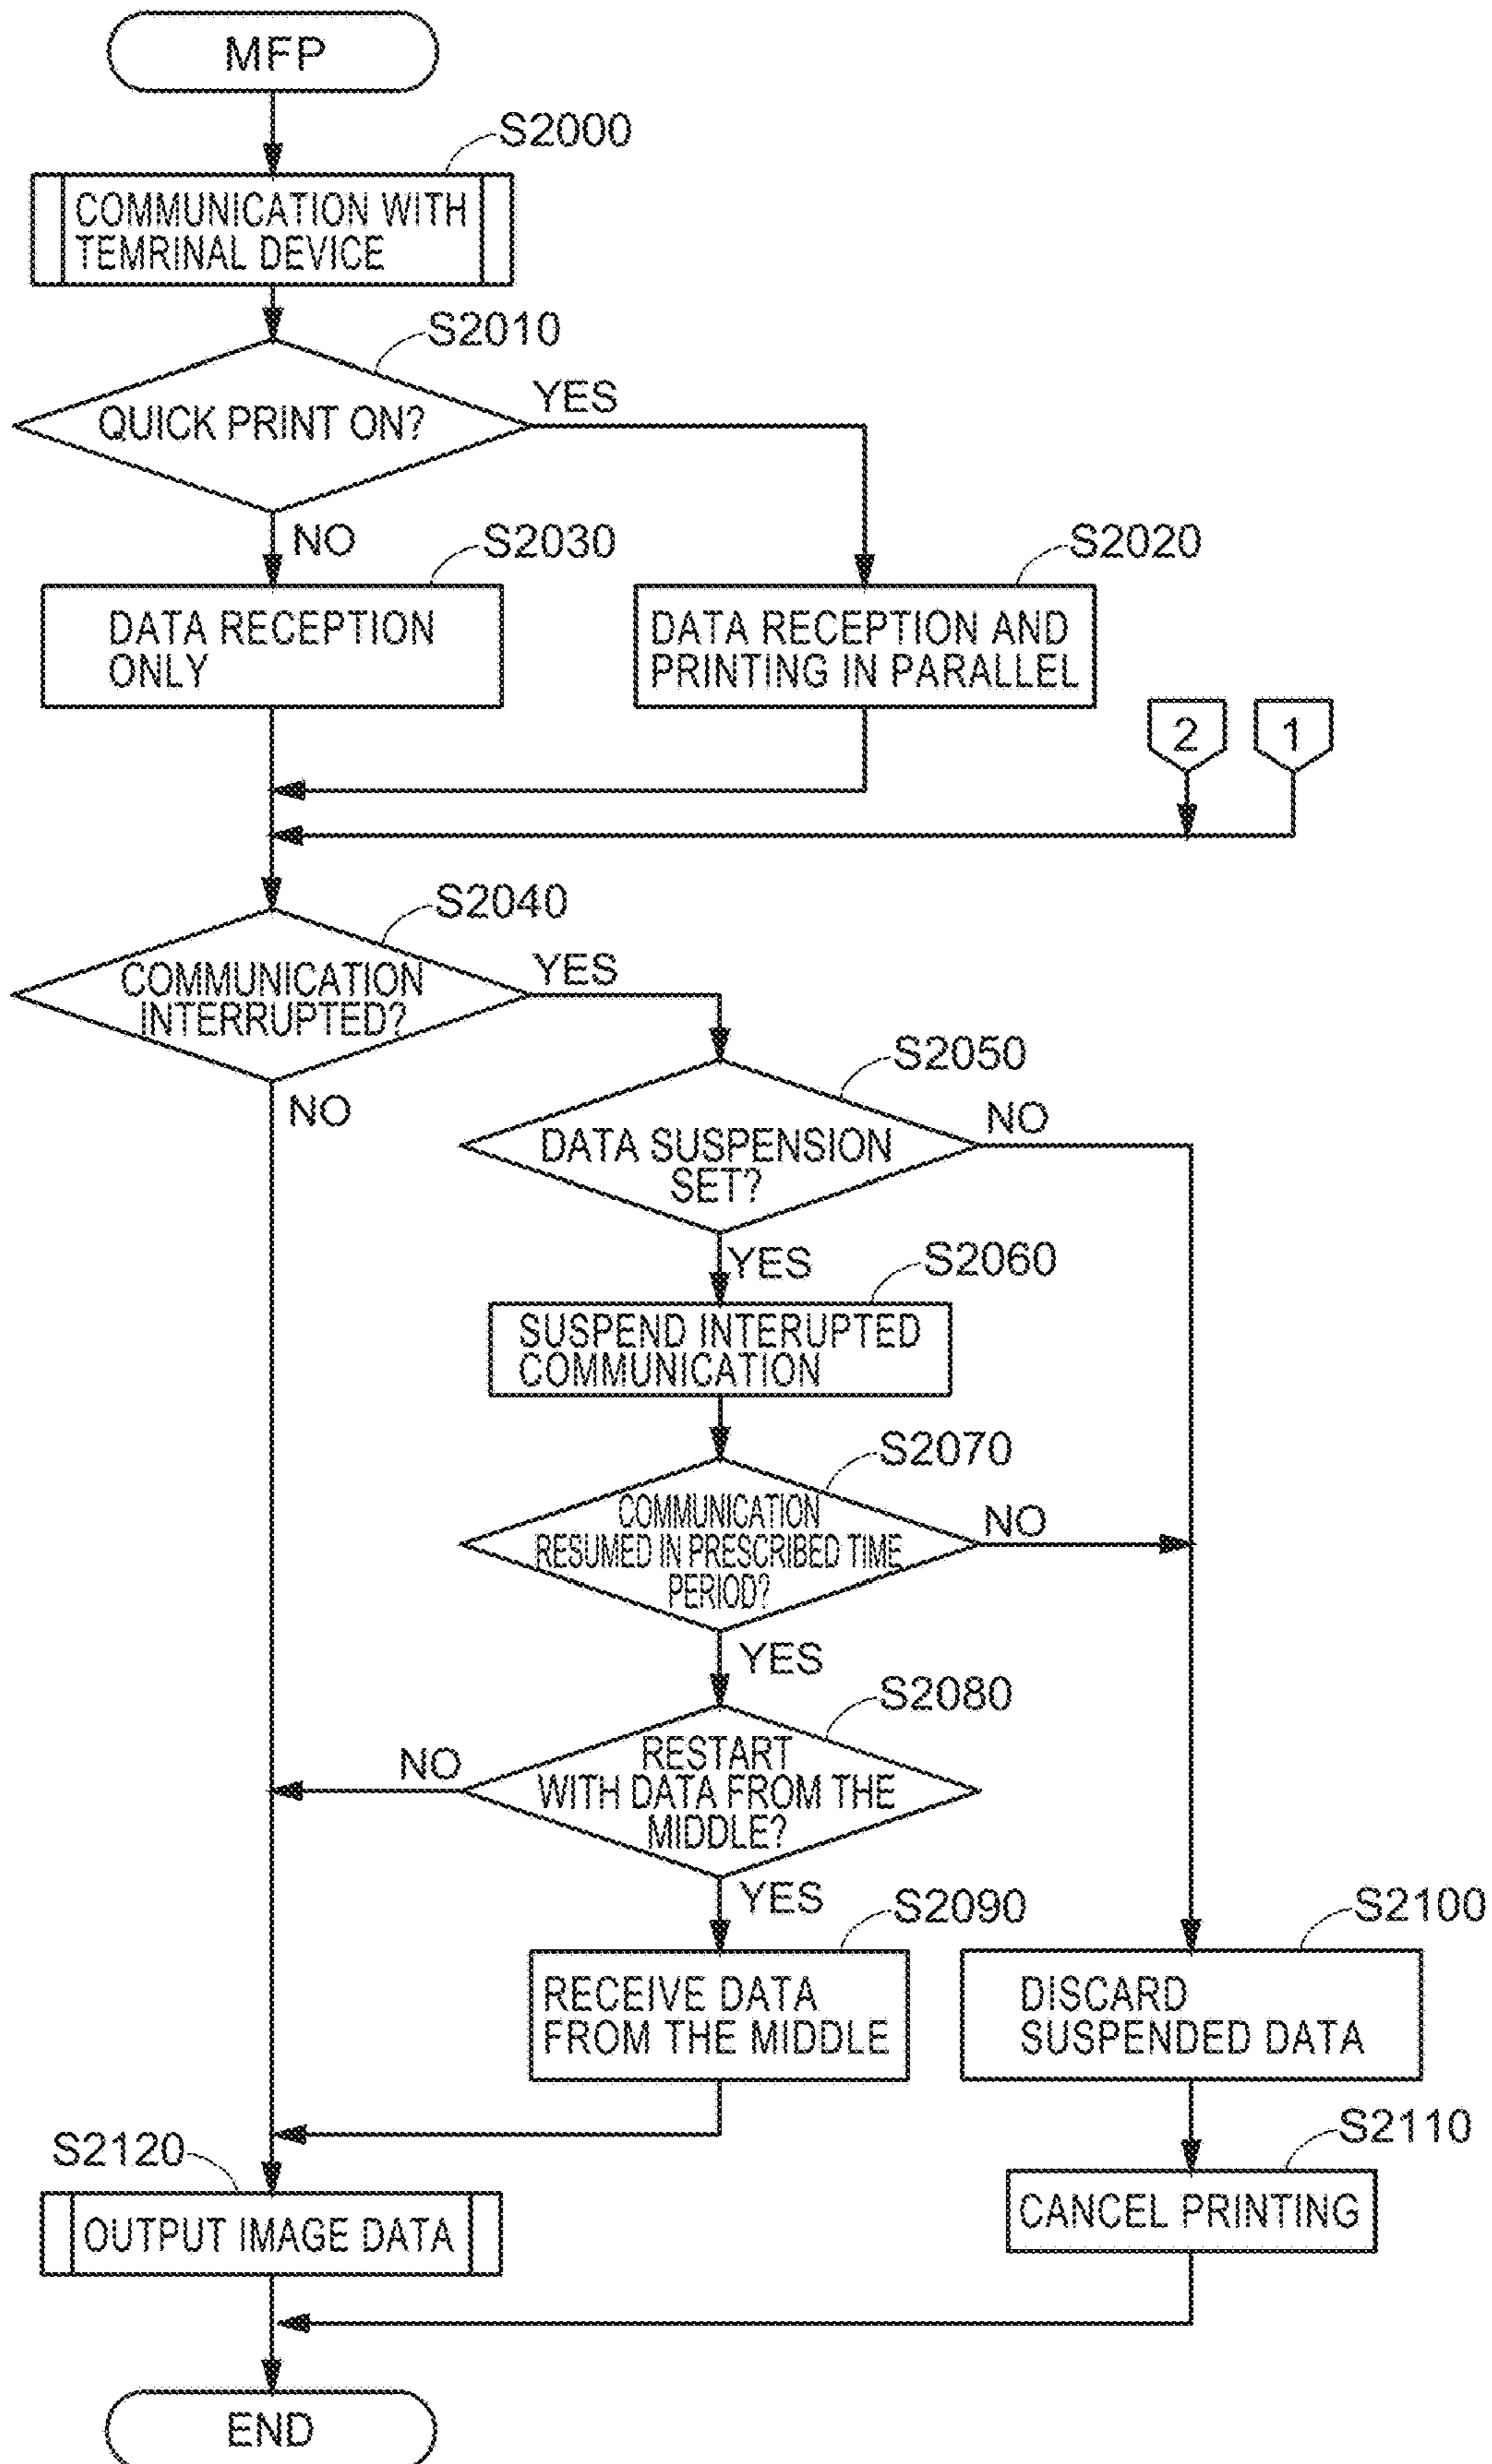 MFP
S2000
COMMUNICATION WITH
TEMRINAL DEVICE
S2010
QUICK PRINT ON?
YES
NO
S2030
S2020
DATA RECEPTION
ONLY
DATA RECEPTION AND
PRINTING IN PARALLEL
2
1
S2040
COMMUNICATION
INTERRUPTED?
YES
NO
S2050
DATA SUSPENSION
SET?
NO
YES
S2060
SUSPEND INTERUPTED
COMMUNICATION
S2070
COMMUNICATION
RESUMED IN PRESCRIBED TIME
PERIOD?
NO
YES
S2080
RESTART
WITH DATA FROM THE
MIDDLE?
NO
YES
S2090
S2100
RECEIVE DATA
FROM THE MIDDLE
DISCARD
SUSPENDED DATA
S2120
S2110
OUTPUT IMAGE DATA
CANCEL PRINTING
END